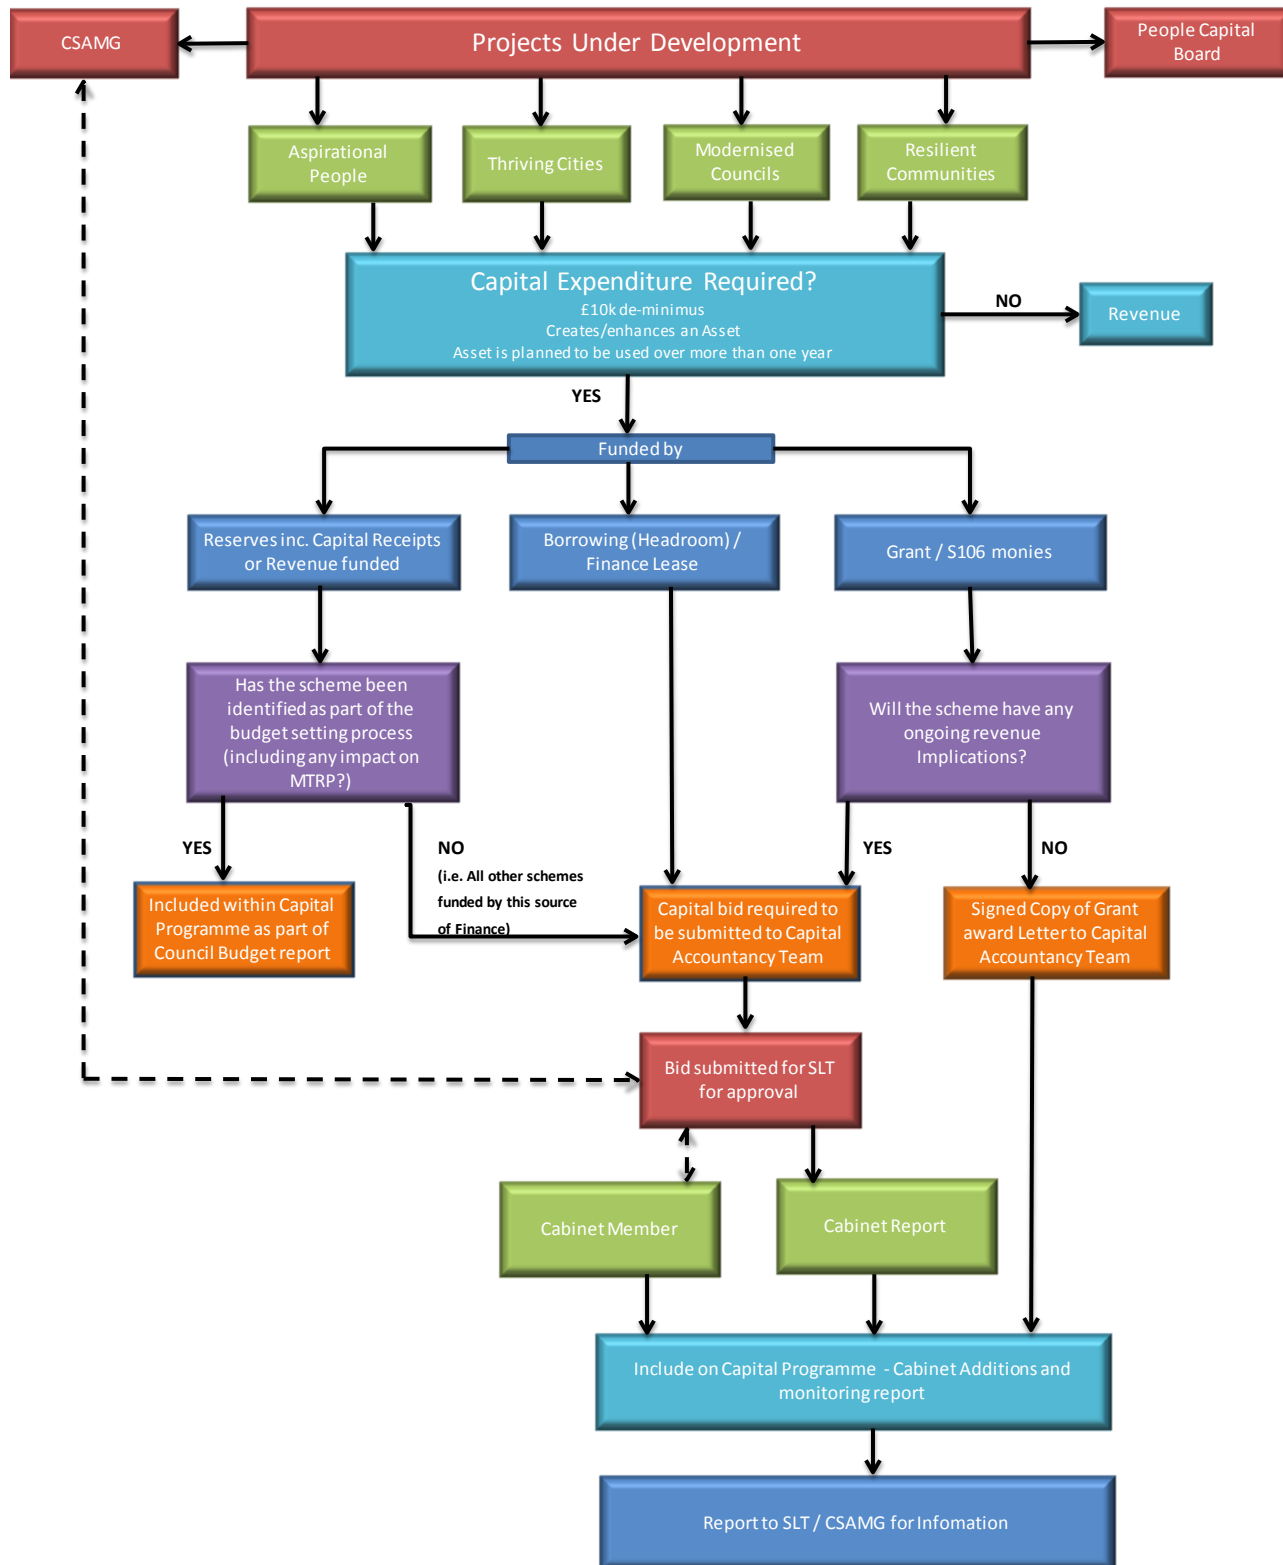 CSAMG
Projects Under Development
People Capital
Board
Aspirational
People
Thriving Cities
Modernised
Councils
Resilient
Communities
Capital Expenditure Required?
£10k de-minimus
Creates/enhances an Asset
Asset is planned to be used over more than one year
NO
Revenue
YES
Funded by
Reserves inc. Capital Receipts
or Revenue funded
Borrowing (Headroom) /
Finance Lease
Grant / S106 monies
Has the scheme been
identified as part of the
budget setting process
(including any impact on
MTRP?)
Will the scheme have any
ongoing revenue
Implications?
YES
NO
(i.e. All other schemes
funded by this source
of Finance)
YES
NO
Included within Capital
Programme as part of
Council Budget report
Capital bid required to
be submitted to Capital
Accountancy Team
Signed Copy of Grant
award Letter to Capital
Accountancy Team
Bid submitted for SLT
for approval
Cabinet Member
Cabinet Report
Include on Capital Programme - Cabinet Additions and
monitoring report
Report to SLT / CSAMG for Infomation